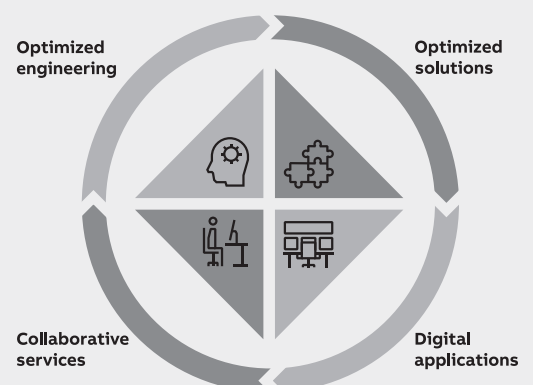 Optimized
engineering
Optimized
solutions
Collaborative
services
Digital
applications